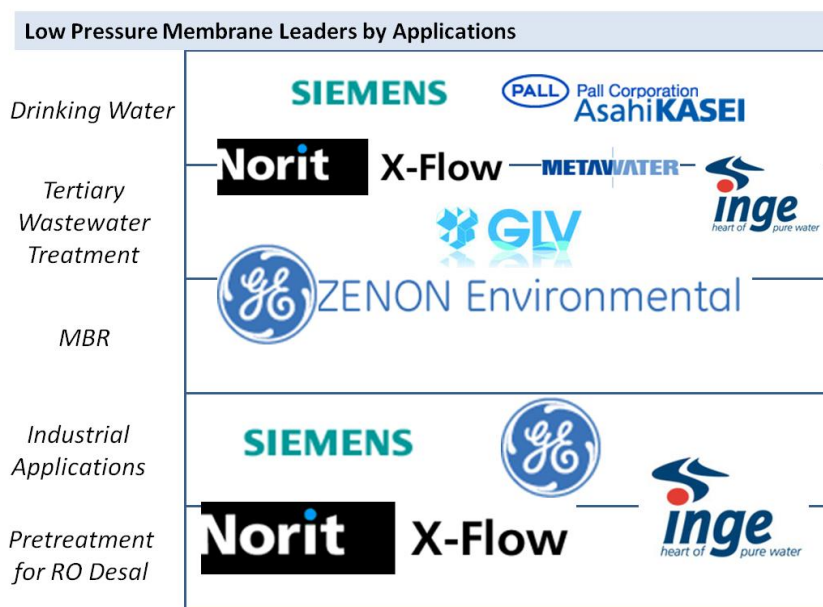 Low Pressure Membrane Leaders by Applications
Drinking Water
SIEMENS
PALL Pall Corporation
AsahiKASEI
Norit X-Flow
METAWATER
inge
heart of pure water
Tertiary
Wastewater
Treatment
GLV
GE ZENON Environmental
MBR
Industrial
Applications
SIEMENS
GE
inge
heart of pure water
Pretreatment
for RO Desal
Norit X-Flow